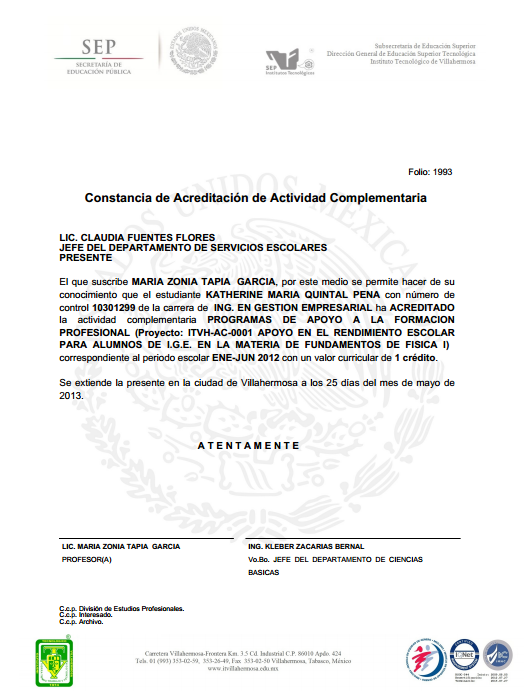 SEP
SECRETARÍA DE
EDUCACIÓN PÚBLICA
SEP
Institutos Tecnológicos
Subsecretaría de Educación Superior
Dirección General de Educación Superior Tecnológica
Instituto Tecnológico de Villahermosa
Folio: 1993
Constancia de Acreditación de Actividad Complementaria
LIC. CLAUDIA FUENTES FLORES
JEFE DEL DEPARTAMENTO DE SERVICIOS ESCOLARES
PRESENTE
El que suscribe MARIA ZONIA TAPIA GARCIA, por este medio se permite hacer de su
conocimiento que el estudiante KATHERINE MARIA QUINTAL PENA con número de
control 10301299 de la carrera de ING. EN GESTION EMPRESARIAL ha ACREDITADO
la actividad complementaria PROGRAMAS DE APOYO A LA FORMACION
PROFESIONAL (Proyecto: ITVH-AC-0001 APOYO EN EL RENDIMIENTO ESCOLAR
PARA ALUMNOS DE I.G.E. EN LA MATERIA DE FUNDAMENTOS DE FISICA I)
correspondiente al periodo escolar ENE-JUN 2012 con un valor curricular de 1 crédito.
Se extiende la presente en la ciudad de Villahermosa a los 25 días del mes de mayo de
2013.
A T E N T A M E N T E
LIC. MARIA ZONIA TAPIA GARCIA
PROFESOR(A)
ING. KLEBER ZACARIAS BERNAL
Vo.Bo. JEFE DEL DEPARTAMENTO DE CIENCIAS
BASICAS
C.c.p. División de Estudios Profesionales.
C.c.p. Interesado.
C.c.p. Archivo.
Carretera Villahermosa-Frontera Km. 3.5 Cd. Industrial C.P. 86010 Apdo. 424
Tels. 01 (993) 353-02-59, 353-26-49, Fax 353-02-50 Villahermosa, Tabasco, México
www.itvillahermosa.edu.mx
IQNet